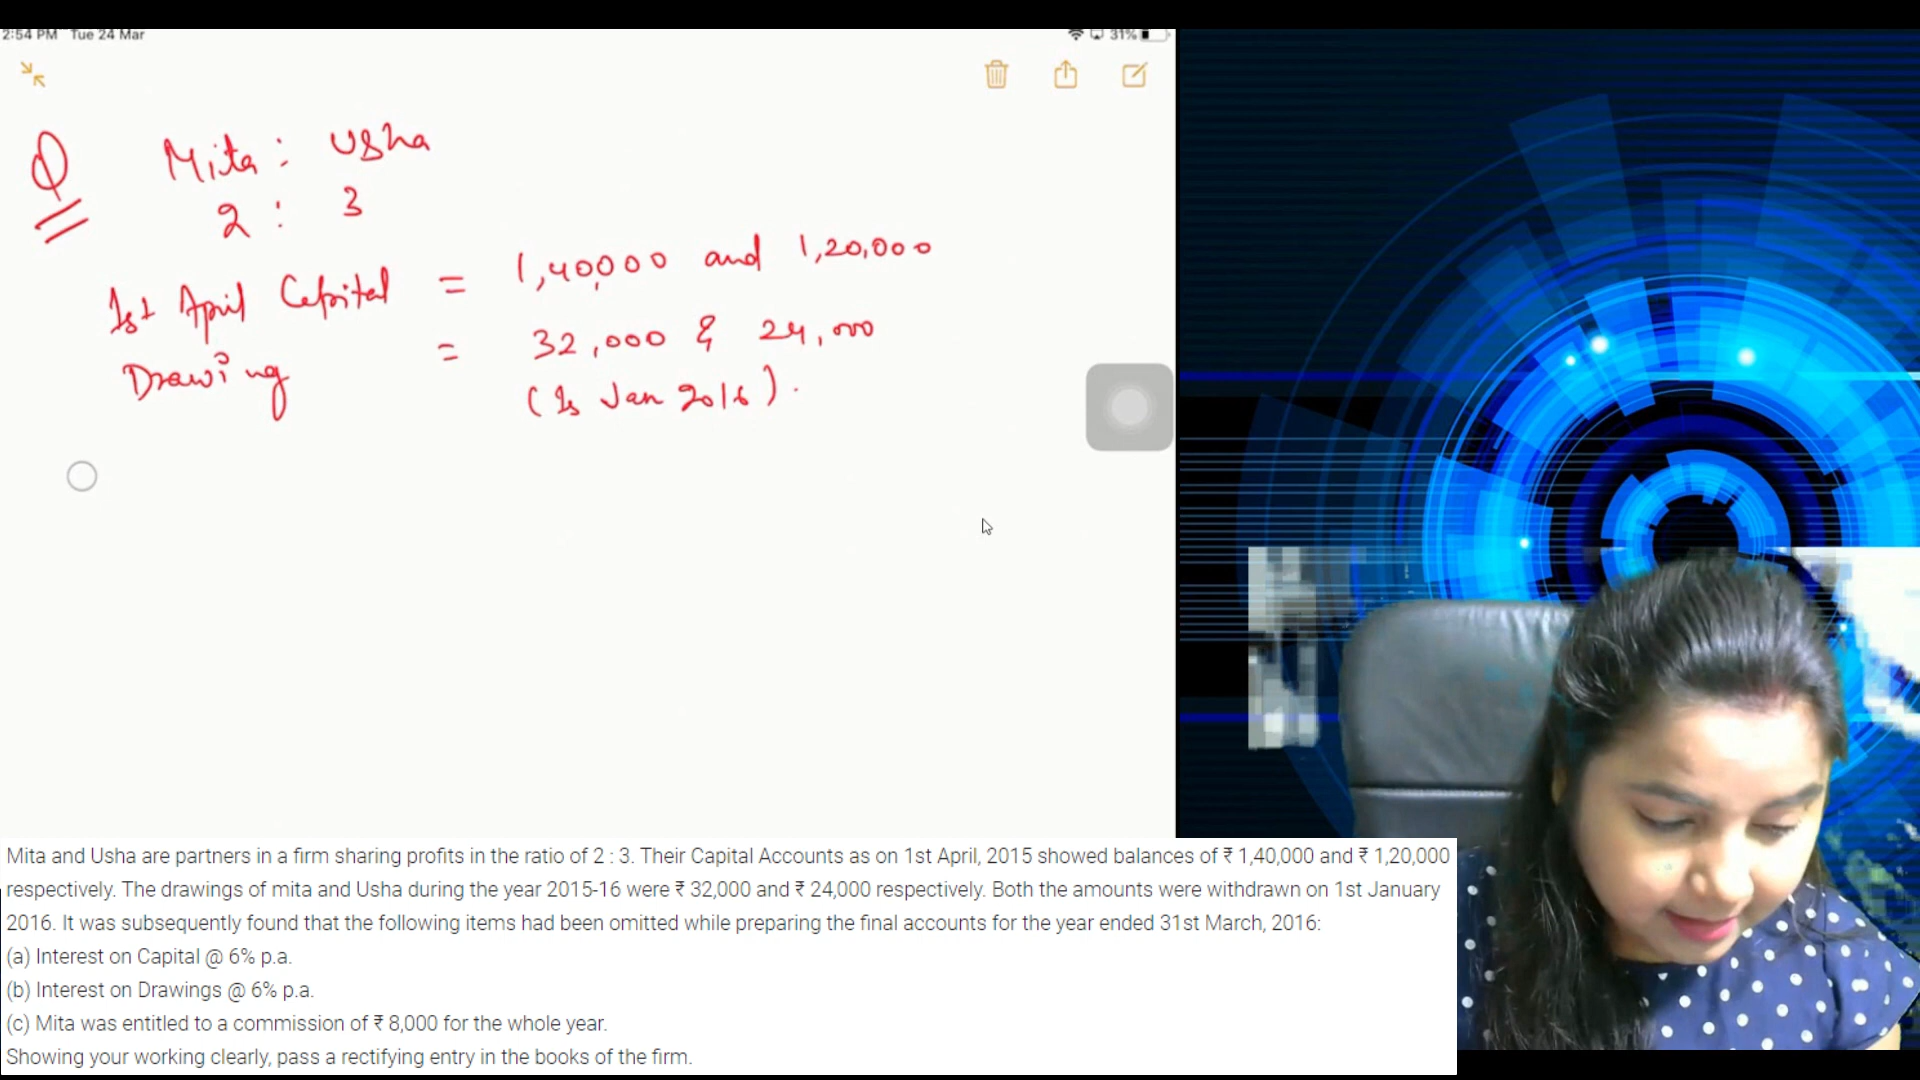 2:54 PM Tue 24 Mar 31%
Q Mita : Usha
2 : 3
1st April Capital = 1,40,000 and 1,20,000
Drawing = 32,000 & 24,000
(1s Jan 2016).
Mita and Usha are partners in a firm sharing profits in the ratio of 2 : 3. Their Capital Accounts as on 1st April, 2015 showed balances of ₹ 1,40,000 and ₹ 1,20,000
respectively. The drawings of mita and Usha during the year 2015-16 were ₹ 32,000 and ₹ 24,000 respectively. Both the amounts were withdrawn on 1st January
2016. It was subsequently found that the following items had been omitted while preparing the final accounts for the year ended 31st March, 2016:
(a) Interest on Capital @ 6% p.a.
(b) Interest on Drawings @ 6% p.a.
(c) Mita was entitled to a commission of ₹ 8,000 for the whole year.
Showing your working clearly, pass a rectifying entry in the books of the firm.